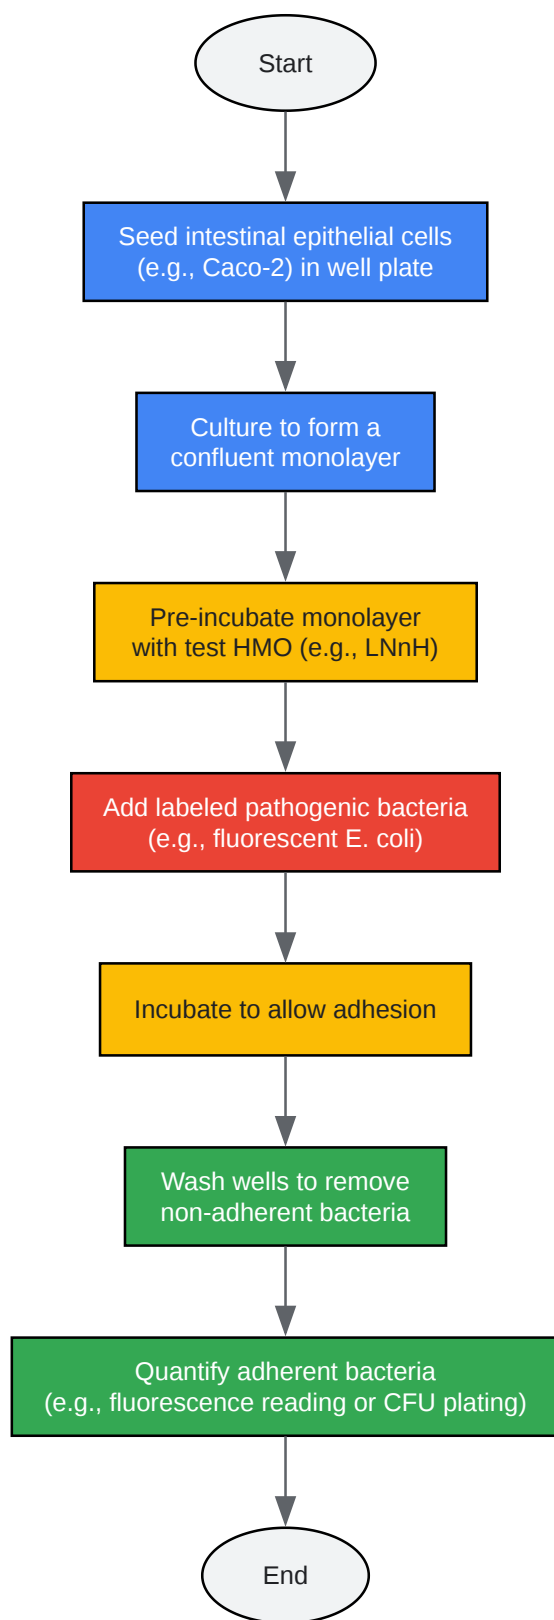 Start
Seed intestinal epithelial cells
(e.g., Caco-2) in well plate
Culture to form a
confluent monolayer
Pre-incubate monolayer
with test HMO (e.g., LNnH)
Add labeled pathogenic bacteria
(e.g., fluorescent E. coli)
Incubate to allow adhesion
Wash wells to remove
non-adherent bacteria
Quantify adherent bacteria
(e.g., fluorescence reading or CFU plating)
End